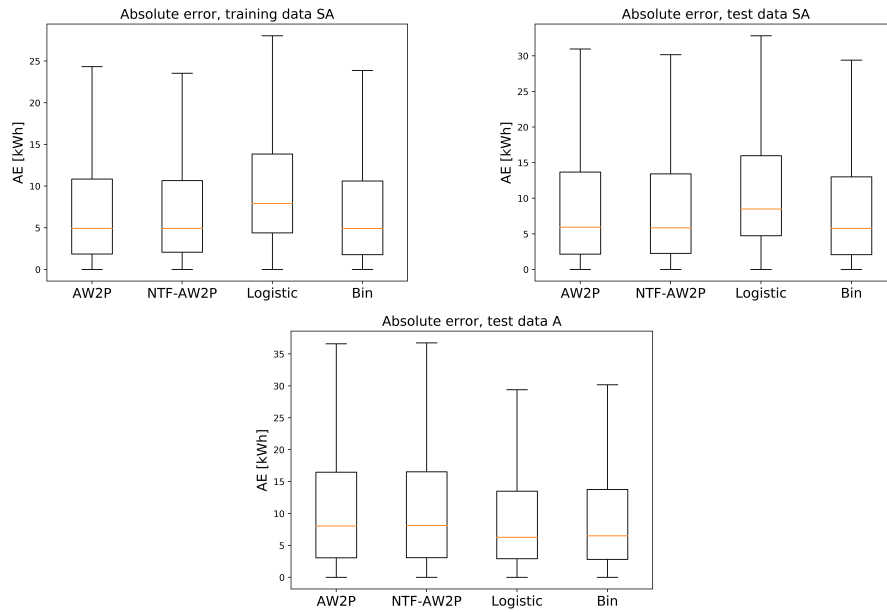 Absolute error, training data SA
AE [kWh]
25
20
15
10
5
0
AW2P NTF-AW2P Logistic Bin
Absolute error, test data SA
AE [kWh]
30
25
20
15
10
5
0
AW2P NTF-AW2P Logistic Bin
Absolute error, test data A
AE [kWh]
35
30
25
20
15
10
5
0
AW2P NTF-AW2P Logistic Bin